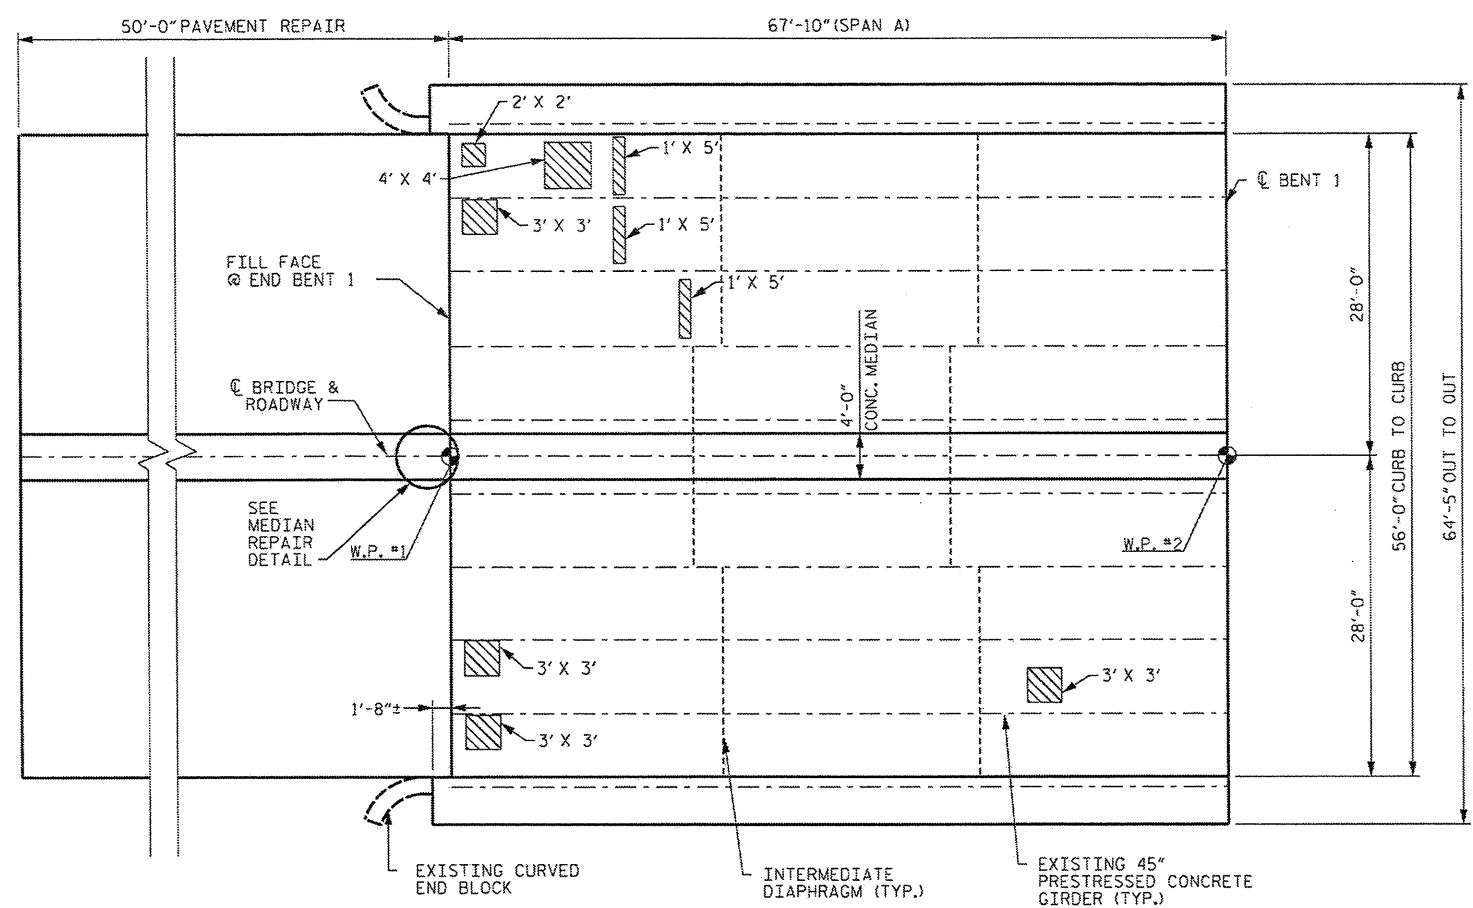 50'-0" PAVEMENT REPAIR
67'-10" (SPAN A)
2' X 2'
1' X 5'
4' X 4'
℄ BENT 1
3' X 3'
1' X 5'
FILL FACE
@ END BENT 1
1' X 5'
28'-0"
4'-0"
CONC. MEDIAN
℄ BRIDGE &
ROADWAY
56'-0" CURB TO CURB
64'-5" OUT TO OUT
SEE
MEDIAN
REPAIR
DETAIL
W.P. #1
W.P. #2
28'-0"
3' X 3'
3' X 3'
1'-8"±
3' X 3'
EXISTING CURVED
END BLOCK
INTERMEDIATE
DIAPHRAGM (TYP.)
EXISTING 45"
PRESTRESSED CONCRETE
GIRDER (TYP.)